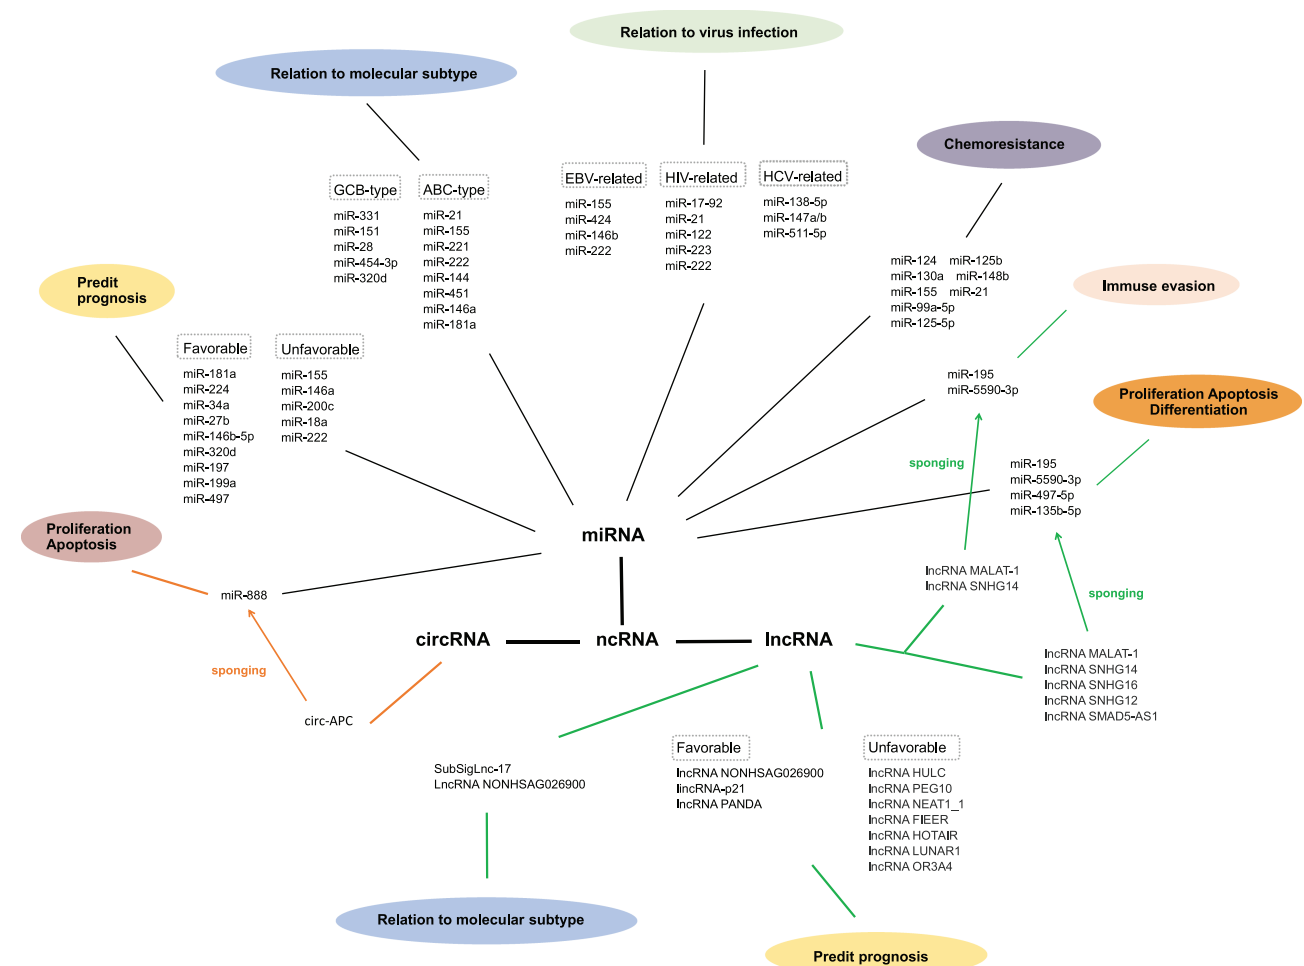 Relation to virus infection
Relation to molecular subtype
Chemoresistance
EBV-related
miR-155
miR-424
miR-146b
miR-222
HIV-related
miR-17-92
miR-21
miR-122
miR-223
miR-222
HCV-related
miR-138-5p
miR-147a/b
miR-511-5p
GCB-type
miR-331
miR-151
miR-28
miR-454-3p
miR-320d
ABC-type
miR-21
miR-155
miR-221
miR-222
miR-144
miR-451
miR-146a
miR-181a
miR-124 miR-125b
miR-130a miR-148b
miR-155 miR-21
miR-99a-5p
miR-125-5p
Predit
prognosis
Immuse evasion
Favorable
miR-181a
miR-224
miR-34a
miR-27b
miR-146b-5p
miR-320d
miR-197
miR-199a
miR-497
Unfavorable
miR-155
miR-146a
miR-200c
miR-18a
miR-222
miR-195
miR-5590-3p
Proliferation Apoptosis
Differentiation
sponging
miR-195
miR-5590-3p
miR-497-5p
miR-135b-5p
Proliferation
Apoptosis
miRNA
miR-888
lncRNA MALAT-1
lncRNA SNHG14
sponging
circRNA
ncRNA
lncRNA
sponging
lncRNA MALAT-1
lncRNA SNHG14
lncRNA SNHG16
lncRNA SNHG12
lncRNA SMAD5-AS1
circ-APC
SubSigLnc-17
LncRNA NONHSAG026900
Favorable
lncRNA NONHSAG026900
lincRNA-p21
lncRNA PANDA
Unfavorable
lncRNA HULC
lncRNA PEG10
lncRNA NEAT1_1
lncRNA FIEER
lncRNA HOTAIR
lncRNA LUNAR1
lncRNA OR3A4
Relation to molecular subtype
Predit prognosis